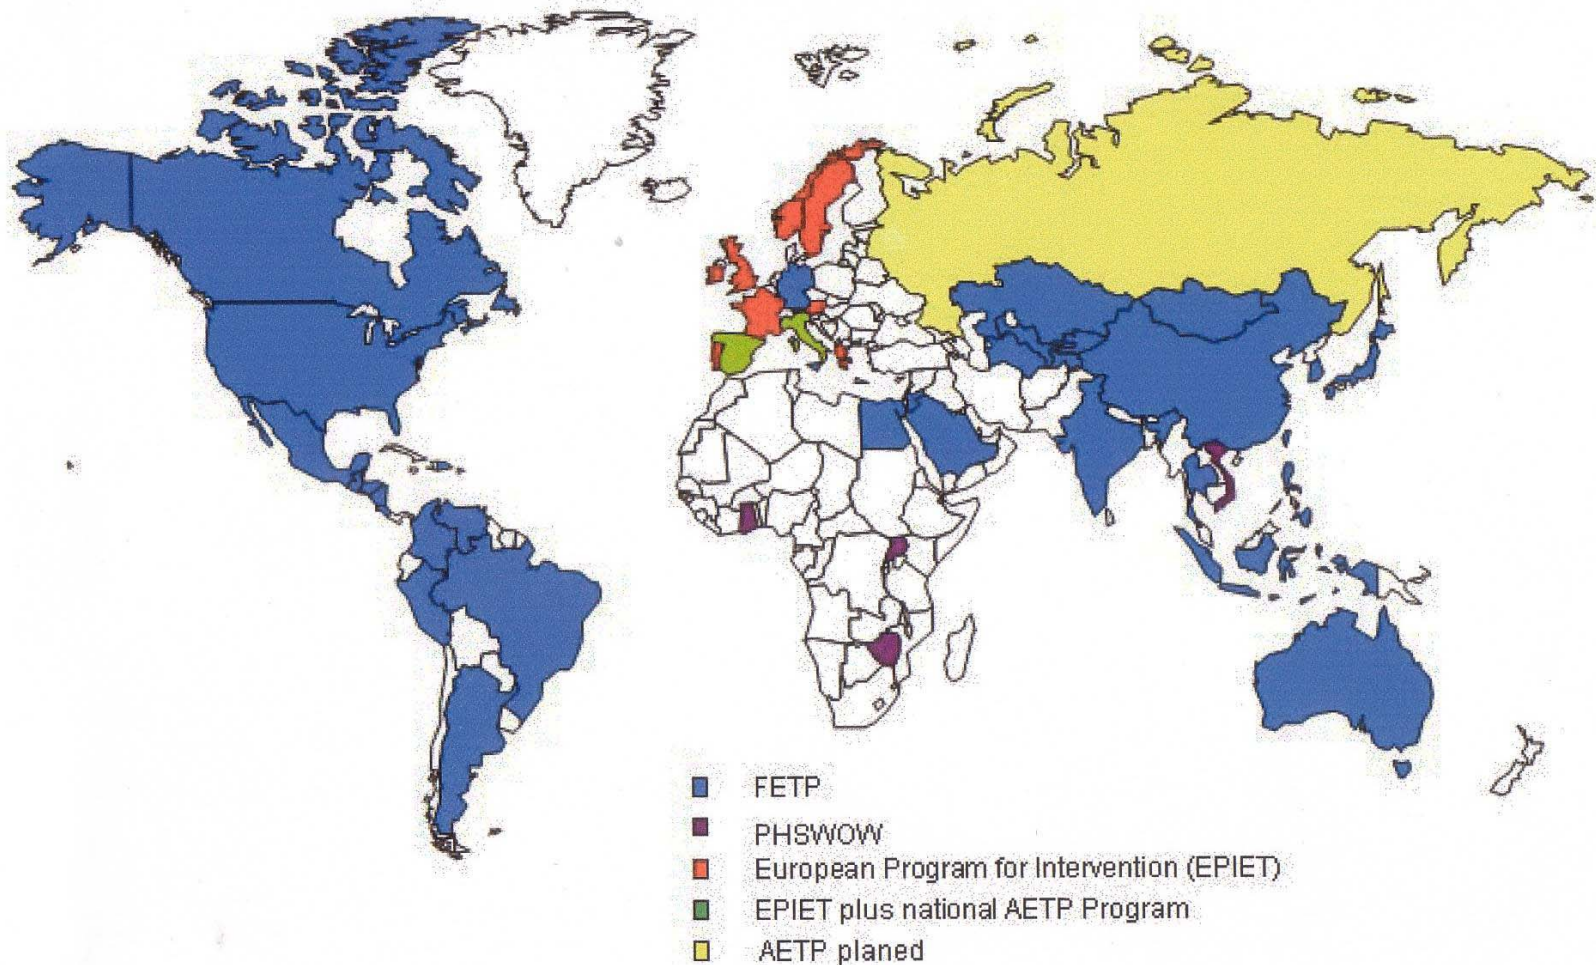 FETP
PHSWOW
European Program for Intervention (EPIET)
EPIET plus national AETP Program
AETP planed